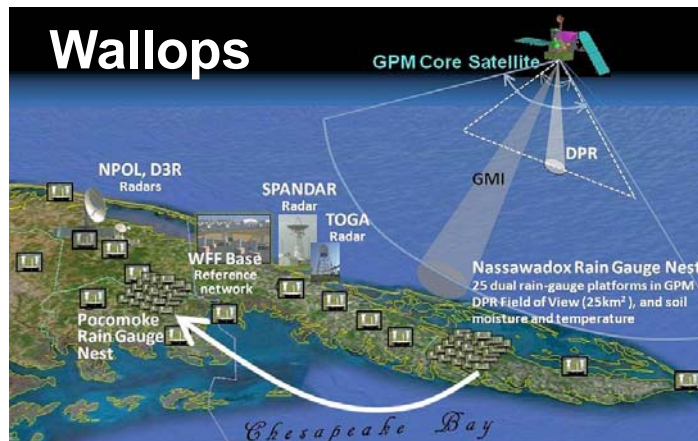 Wallops
GPM Core Satellite
DPR
GMI
NPOL, D3R
Radars
SPANDAR
Radar
TOGA
Radar
WFF Base
Reference
network
Nassawadox Rain Gauge Nest
25 dual rain-gauge platforms in GPM
DPR Field of View (25km²), and soil
moisture and temperature
Pocomoke
Rain Gauge
Nest
Chesapeake Bay